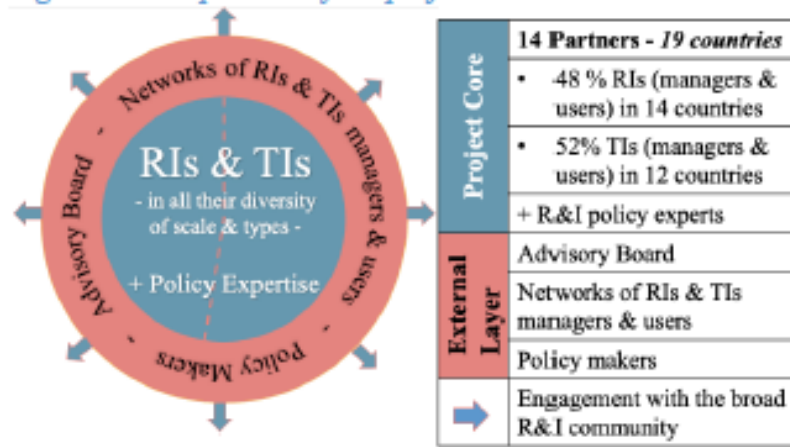 Networks of RIs & TIs managers & users
-
Policy Makers
-
Advisory Board
-
RIs & TIs
- in all their diversity
of scale & types -
+ Policy Expertise
Project Core
14 Partners - 19 countries
• 48 % RIs (managers &
users) in 14 countries
• 52% TIs (managers &
users) in 12 countries
+ R&I policy experts
External
Layer
Advisory Board
Networks of RIs & TIs
managers & users
Policy makers
Engagement with the broad
R&I community